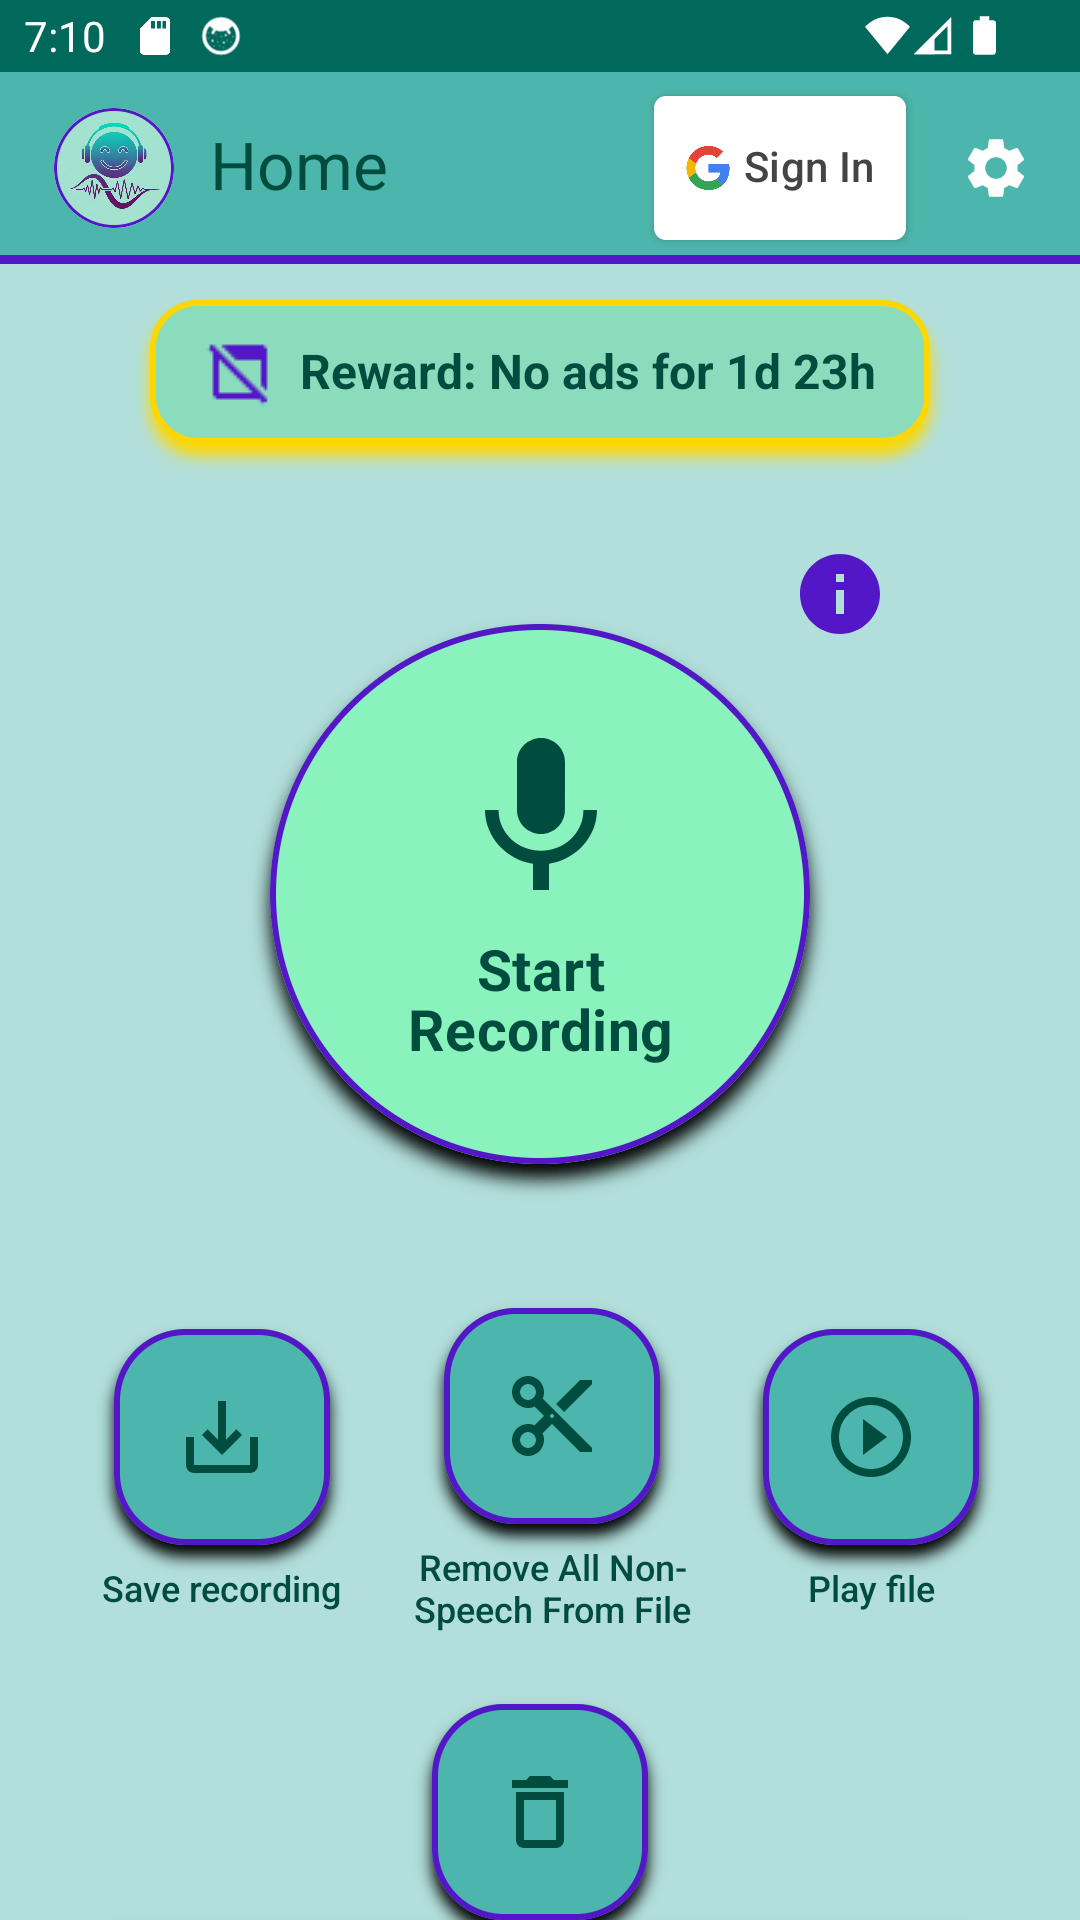 7:10
Home
Sign In
Reward: No ads for 1d 23h
Start
Recording
Save recording
Remove All Non-
Speech From File
Play file